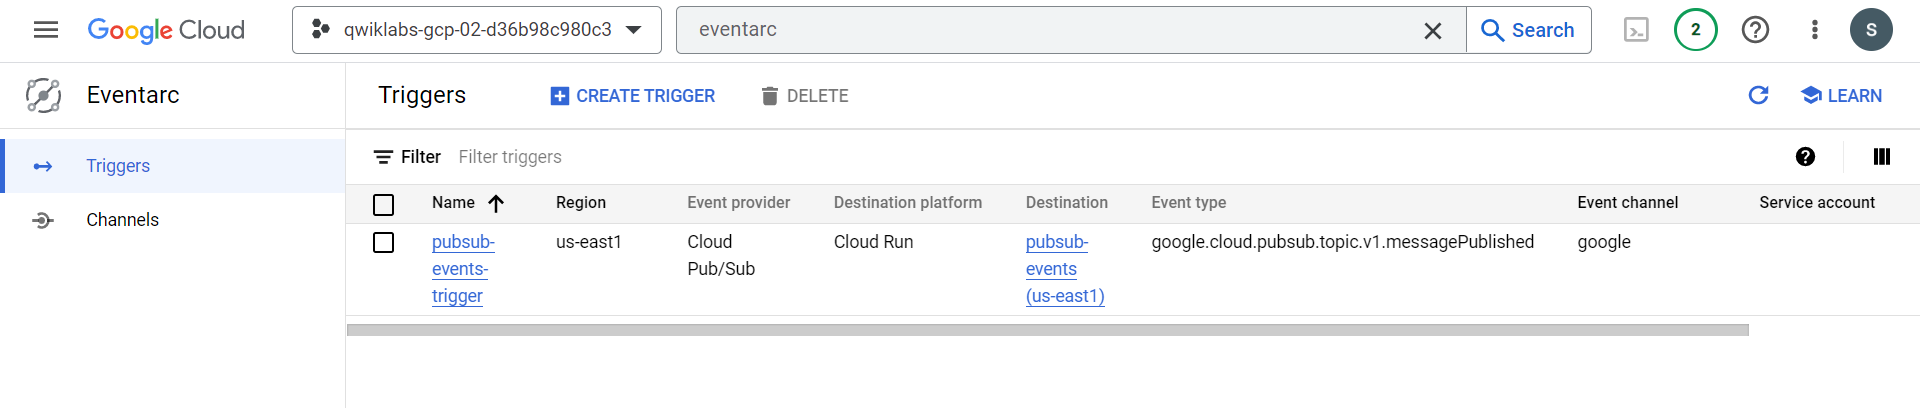 Google Cloud
qwiklabs-gcp-02-d36b98c980c3
eventarc
Search
2
S
Eventarc
Triggers
CREATE TRIGGER
DELETE
LEARN
Triggers
Channels
Filter Filter triggers
Name Region Event provider Destination platform Destination Event type Event channel Service account
pubsub- us-east1 Cloud Cloud Run pubsub- google.cloud.pubsub.topic.v1.messagePublished google
events- Pub/Sub events
trigger (us-east1)